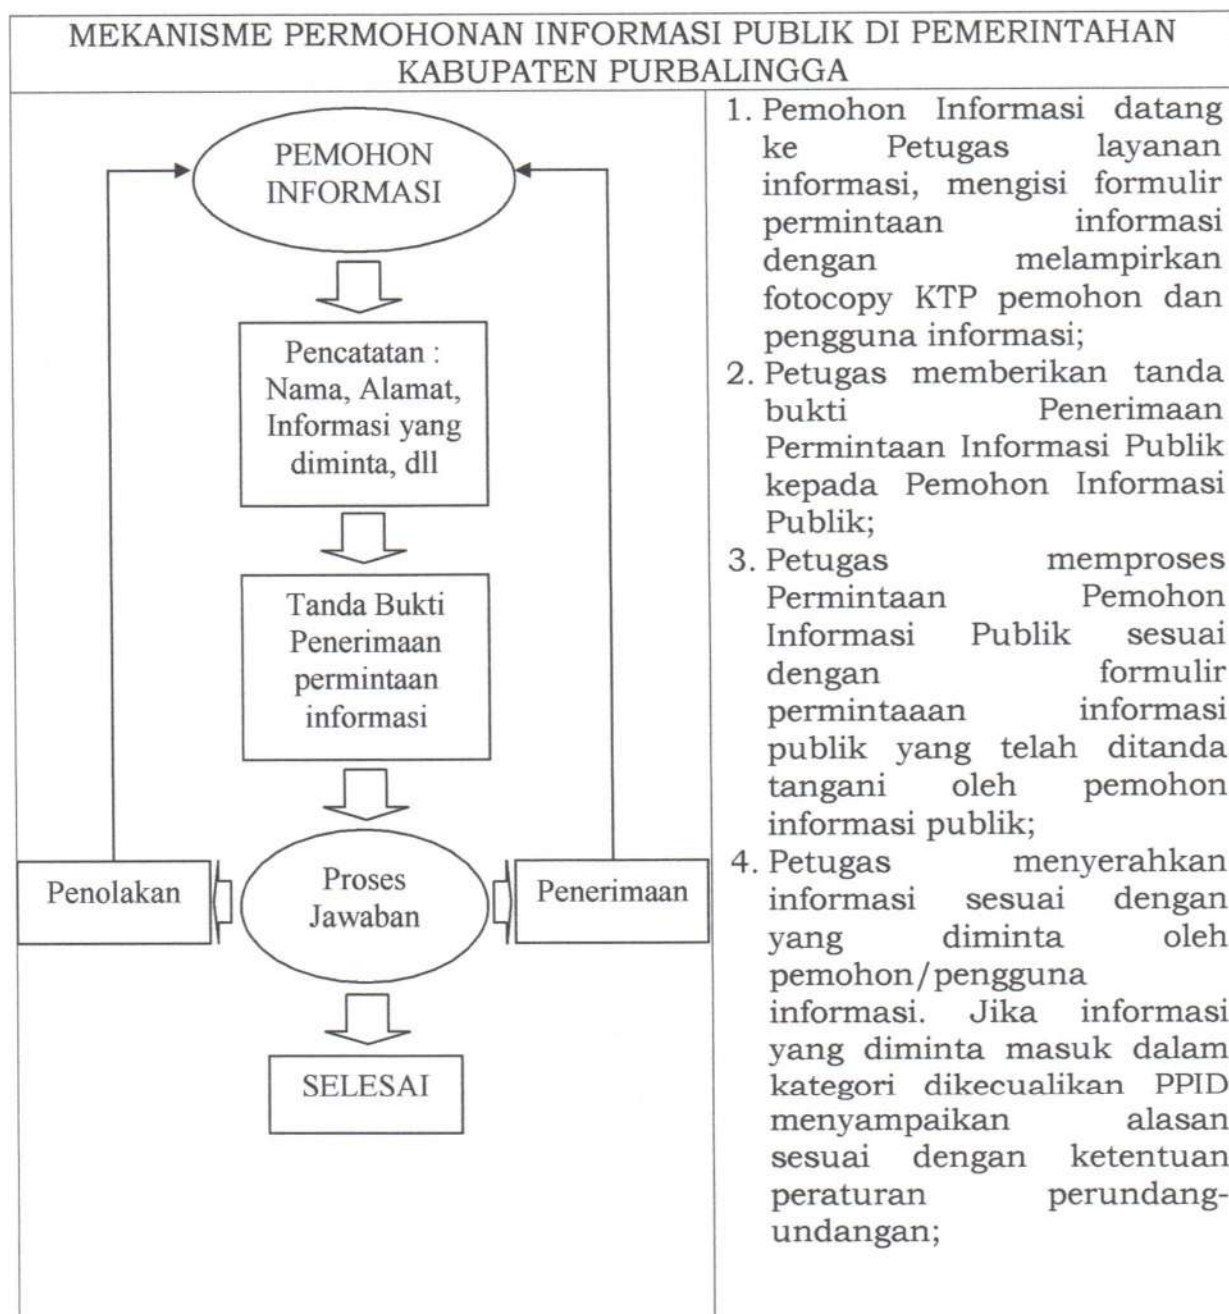 MEKANISME PERMOHONAN INFORMASI PUBLIK DI PEMERINTAHAN
KABUPATEN PURBALINGGA
PEMOHON
INFORMASI
Pencatatan :
Nama, Alamat,
Informasi yang
diminta, dll
Tanda Bukti
Penerimaan
permintaan
informasi
Penolakan
Proses
Jawaban
Penerimaan
SELESAI
1. Pemohon Informasi datang
ke Petugas layanan
informasi, mengisi formulir
permintaan informasi
dengan melampirkan
fotocopy KTP pemohon dan
pengguna informasi;
2. Petugas memberikan tanda
bukti Penerimaan
Permintaan Informasi Publik
kepada Pemohon Informasi
Publik;
3. Petugas memproses
Permintaan Pemohon
Informasi Publik sesuai
dengan formulir
permintaaan informasi
publik yang telah ditanda
tangani oleh pemohon
informasi publik;
4. Petugas menyerahkan
informasi sesuai dengan
yang diminta oleh
pemohon/pengguna
informasi. Jika informasi
yang diminta masuk dalam
kategori dikecualikan PPID
menyampaikan alasan
sesuai dengan ketentuan
peraturan perundang-
undangan;